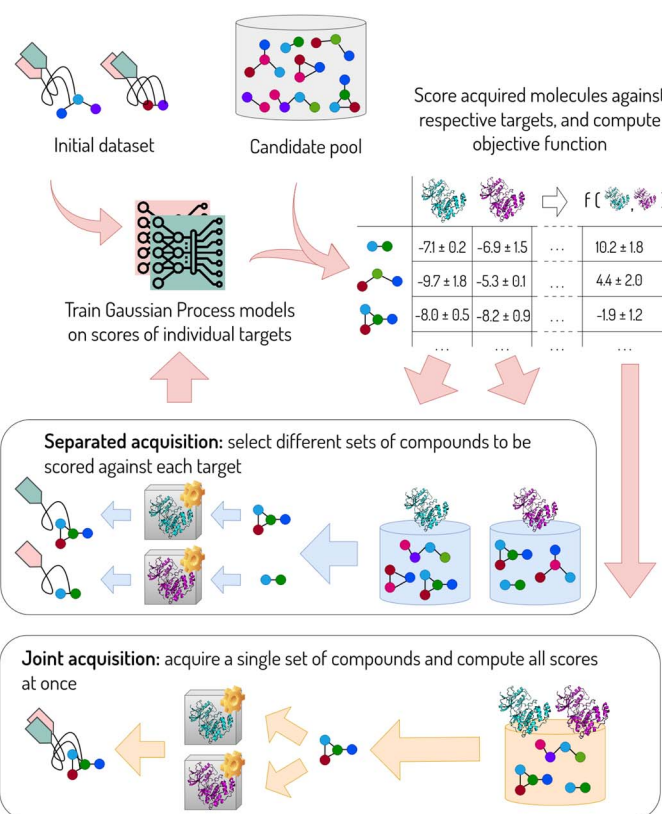 Initial dataset
Candidate pool
Score acquired molecules against
respective targets, and compute
objective function
f ( , )
-7.1 ± 0.2 -6.9 ± 1.5 ... 10.2 ± 1.8
-9.7 ± 1.8 -5.3 ± 0.1 ... 4.4 ± 2.0
-8.0 ± 0.5 -8.2 ± 0.9 ... -1.9 ± 1.2
... ... ...
Train Gaussian Process models
on scores of individual targets
Separated acquisition: select different sets of compounds to be
scored against each target
Joint acquisition: acquire a single set of compounds and compute all scores
at once